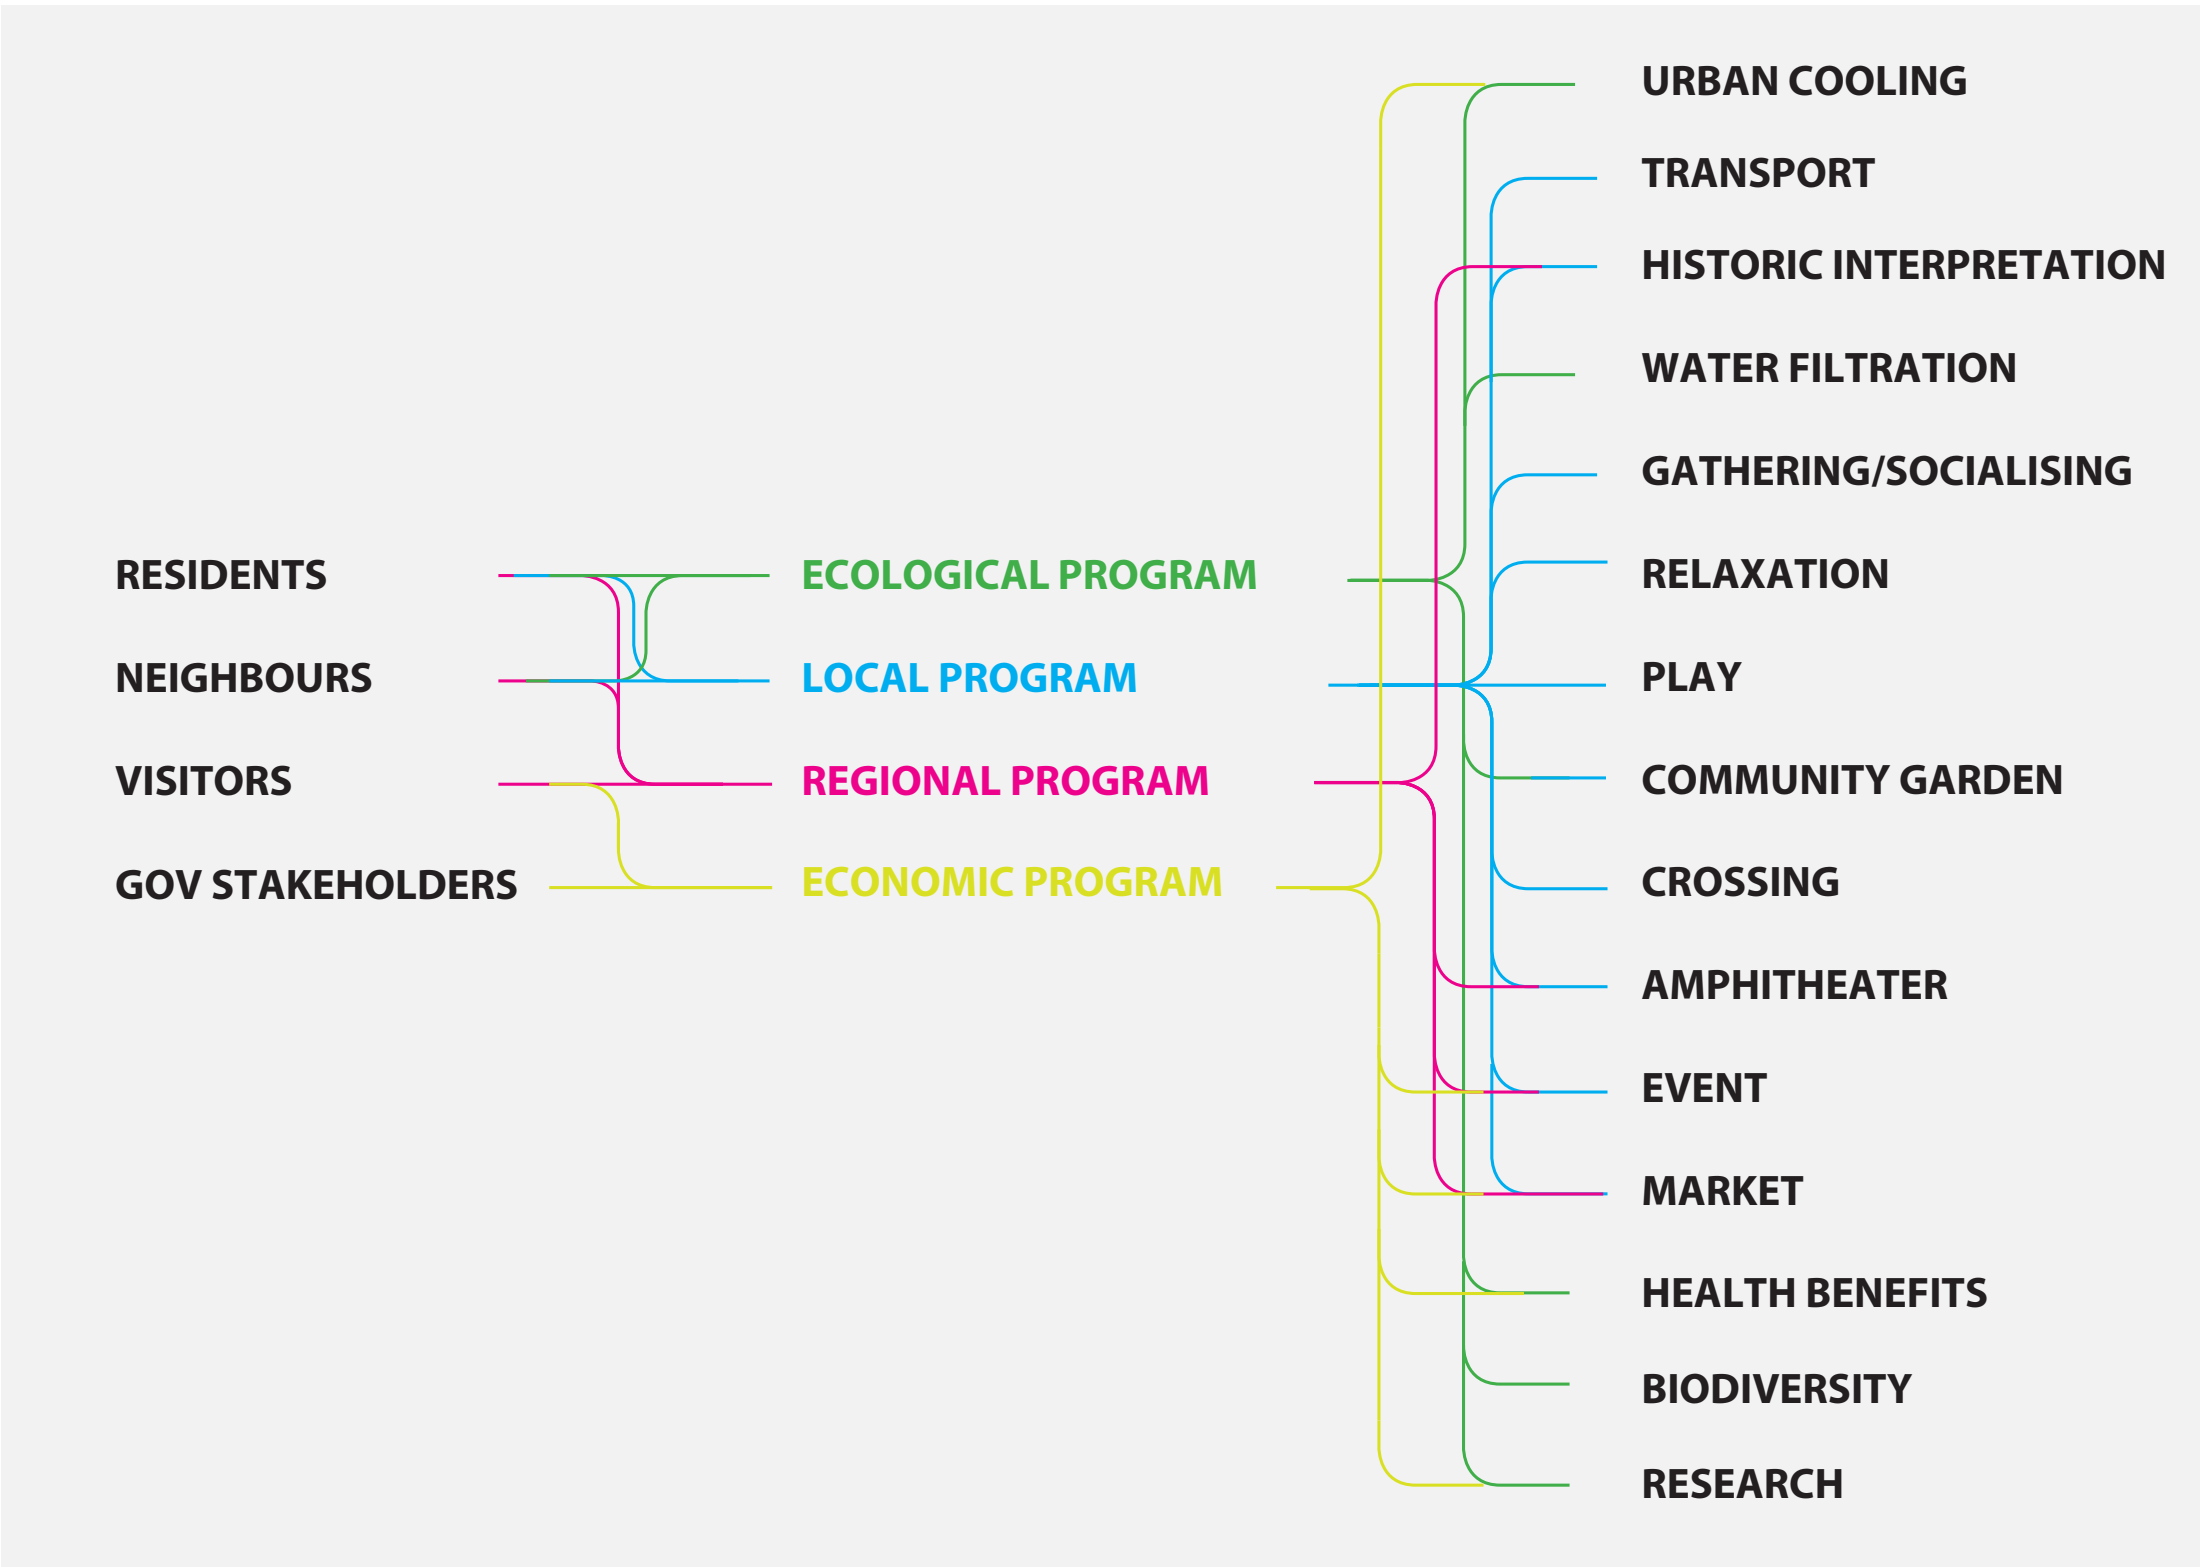 RESIDENTS
NEIGHBOURS
VISITORS
GOV STAKEHOLDERS
ECOLOGICAL PROGRAM
LOCAL PROGRAM
REGIONAL PROGRAM
ECONOMIC PROGRAM
URBAN COOLING
TRANSPORT
HISTORIC INTERPRETATION
WATER FILTRATION
GATHERING/SOCIALISING
RELAXATION
PLAY
COMMUNITY GARDEN
CROSSING
AMPHITHEATER
EVENT
MARKET
HEALTH BENEFITS
BIODIVERSITY
RESEARCH